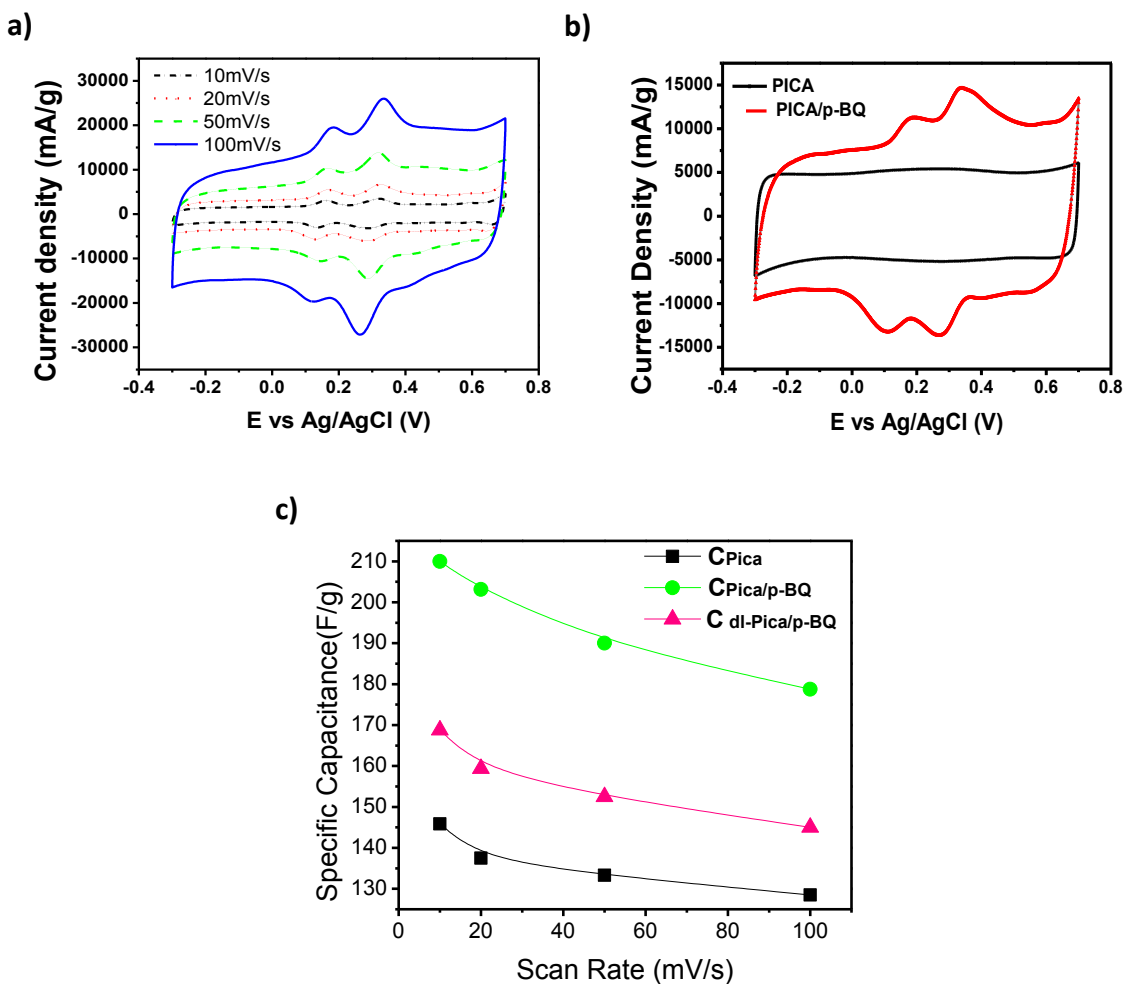 a)
10mV/s
20mV/s
50mV/s
100mV/s
30000
20000
10000
0
-10000
-20000
-30000
Current density (mA/g)
-0.4 -0.2 0.0 0.2 0.4 0.6 0.8
E vs Ag/AgCl (V)
b)
PICA
PICA/p-BQ
15000
10000
5000
0
-5000
-10000
-15000
Current Density (mA/g)
-0.4 -0.2 0.0 0.2 0.4 0.6 0.8
E vs Ag/AgCl (V)
c)
CPica
CPica/p-BQ
C dl-Pica/p-BQ
210
200
190
180
170
160
150
140
130
Specific Capacitance(F/g)
0 20 40 60 80 100
Scan Rate (mV/s)